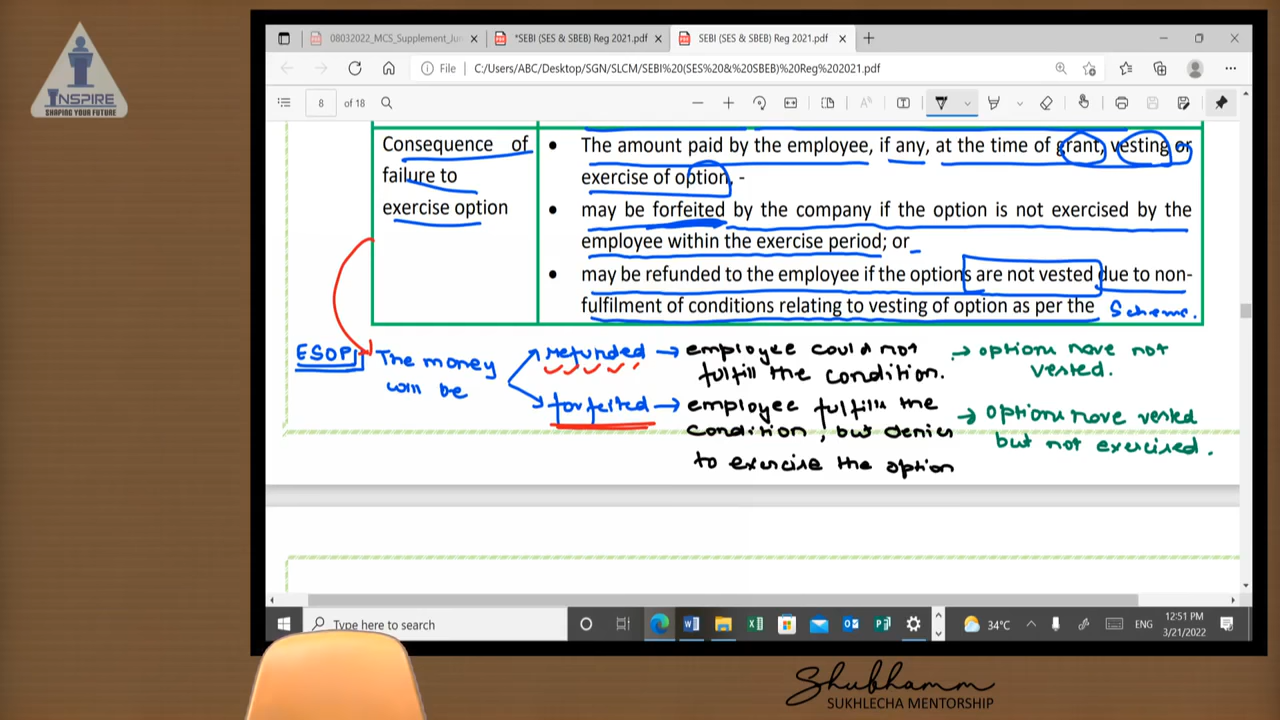 INSPIRE
SHAPING YOUR FUTURE
08032022_MCS_Supplement_Jun
*SEBI (SES & SBEB) Reg 2021.pdf
SEBI (SES & SBEB) Reg 2021.pdf
File
C:/Users/ABC/Desktop/SGN/SLCM/SEBI%20(SES%20&%20SBEB)%20Reg%202021.pdf
8 of 18
Consequence of
failure to
exercise option
• The amount paid by the employee, if any, at the time of grant, vesting or
exercise of option, -
• may be forfeited by the company if the option is not exercised by the
employee within the exercise period; or
• may be refunded to the employee if the options are not vested due to non-
fulfilment of conditions relating to vesting of option as per the Scheme.
ESOP
The money
will be
refunded → employee could not
fulfill the condition.
→ options have not
vested.
forfeited → employee fulfills the
condition, but denies
to exercise the option
→ options have vested
but not exercised.
Type here to search
34°C
ENG
12:51 PM
3/21/2022
Shubhamm
SUKHLECHA MENTORSHIP